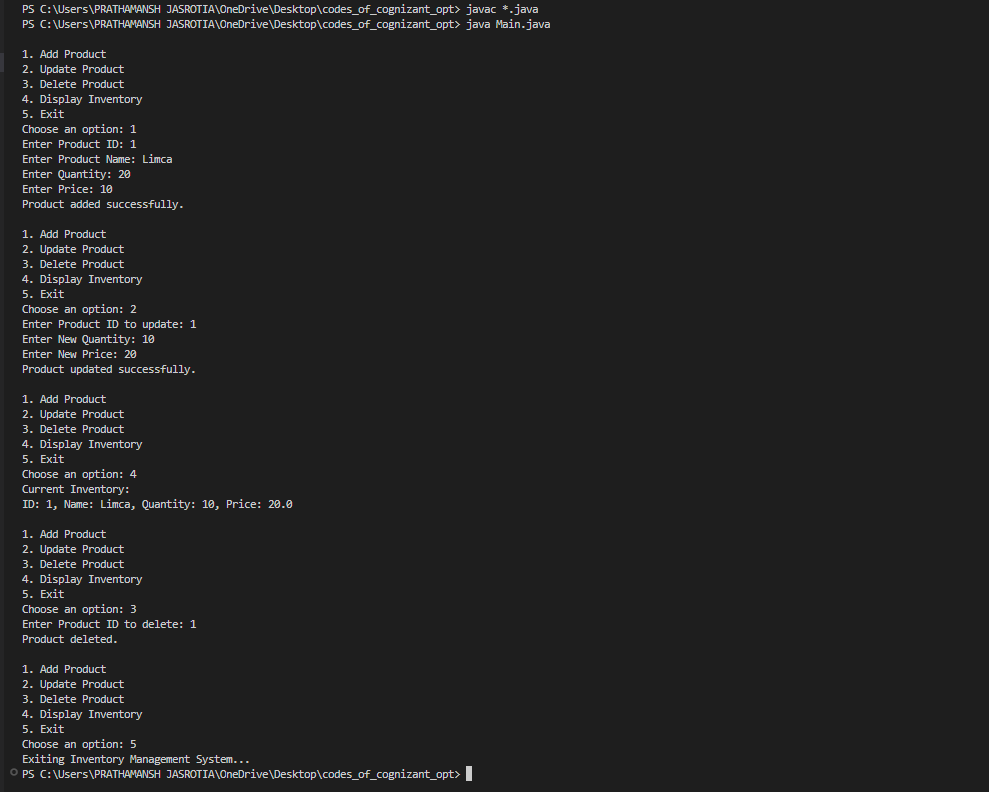 PS C:\Users\PRATHAMANSH JASROTIA\OneDrive\Desktop\codes_of_cognizant_opt> javac *.java
PS C:\Users\PRATHAMANSH JASROTIA\OneDrive\Desktop\codes_of_cognizant_opt> java Main.java
1. Add Product
2. Update Product
3. Delete Product
4. Display Inventory
5. Exit
Choose an option: 1
Enter Product ID: 1
Enter Product Name: Limca
Enter Quantity: 20
Enter Price: 10
Product added successfully.
1. Add Product
2. Update Product
3. Delete Product
4. Display Inventory
5. Exit
Choose an option: 2
Enter Product ID to update: 1
Enter New Quantity: 10
Enter New Price: 20
Product updated successfully.
1. Add Product
2. Update Product
3. Delete Product
4. Display Inventory
5. Exit
Choose an option: 4
Current Inventory:
ID: 1, Name: Limca, Quantity: 10, Price: 20.0
1. Add Product
2. Update Product
3. Delete Product
4. Display Inventory
5. Exit
Choose an option: 3
Enter Product ID to delete: 1
Product deleted.
1. Add Product
2. Update Product
3. Delete Product
4. Display Inventory
5. Exit
Choose an option: 5
Exiting Inventory Management System...
PS C:\Users\PRATHAMANSH JASROTIA\OneDrive\Desktop\codes_of_cognizant_opt>